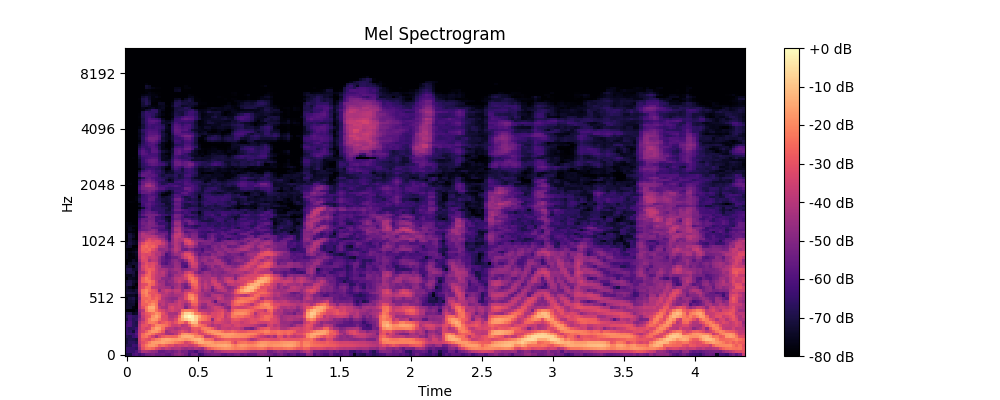 Mel Spectrogram
+0 dB
8192
-10 dB
4096
-20 dB
-30 dB
2048
Hz
-40 dB
1024
-50 dB
-60 dB
512
-70 dB
0
-80 dB
0 0.5 1 1.5 2 2.5 3 3.5 4
Time